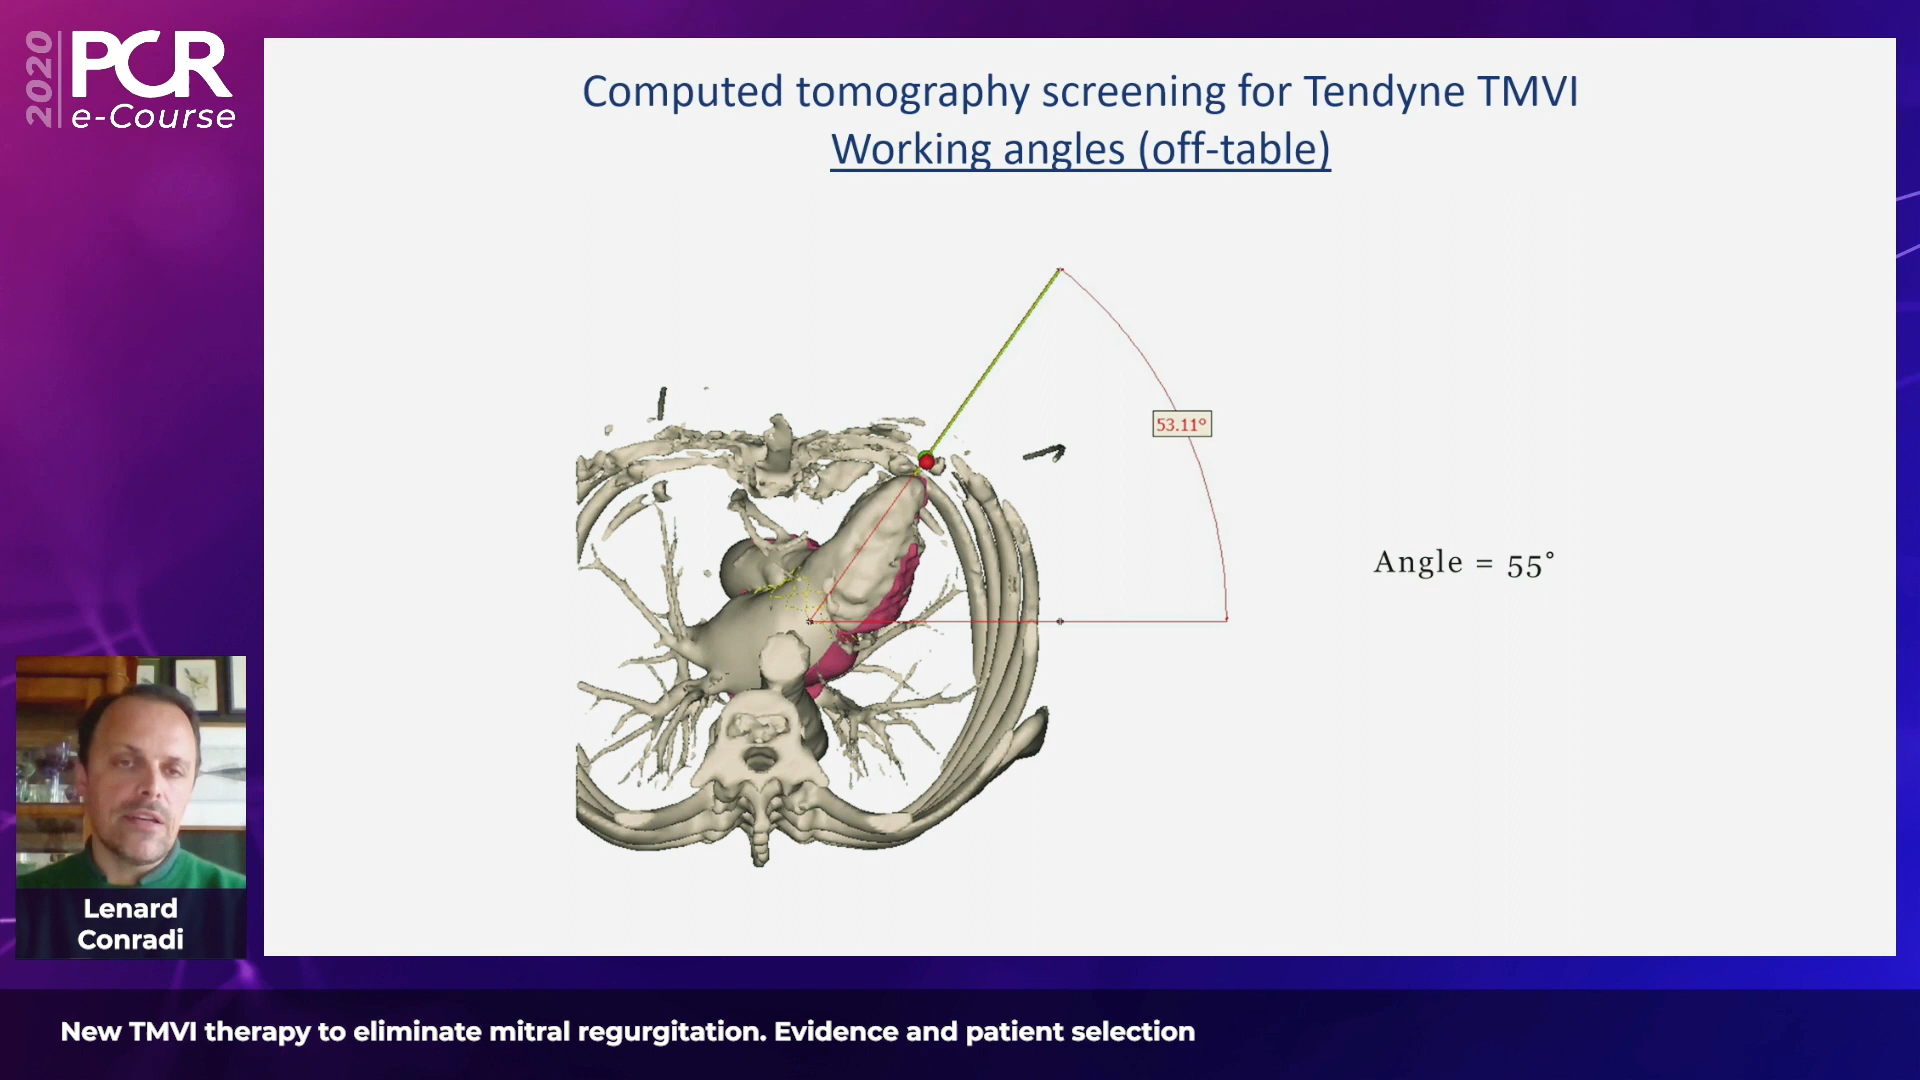 2020
PCR
e-Course
Computed tomography screening for Tendyne TMVI
Working angles (off-table)
53.11°
Angle = 55°
Lenard
Conradi
New TMVI therapy to eliminate mitral regurgitation. Evidence and patient selection